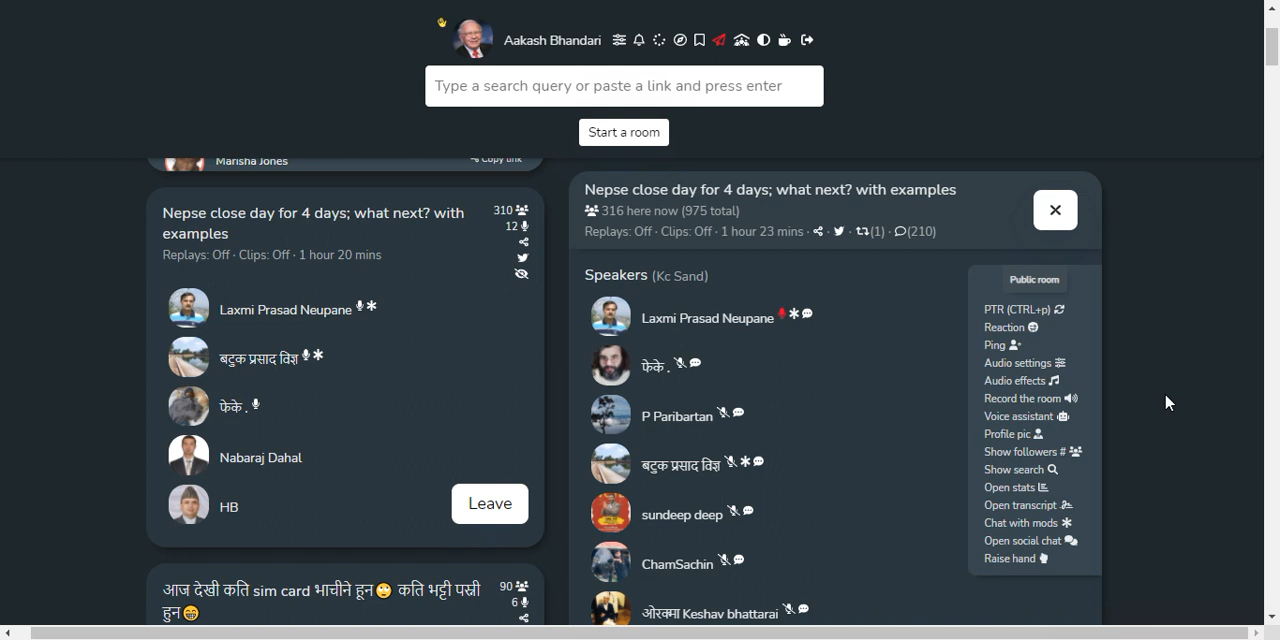 Aakash Bhandari
Type a search query or paste a link and press enter
Start a room
Marisha Jones
Copy link
Nepse close day for 4 days; what next? with
examples
310
12
Replays: Off · Clips: Off · 1 hour 20 mins
Laxmi Prasad Neupane
बटुक प्रसाद विज्ञ
फेके .
Nabaraj Dahal
HB
Leave
आज देखी कति sim card भाचीने हून🙄 कति भट्टी पस्नी
हुन😁
90
6
Nepse close day for 4 days; what next? with examples
316 here now (975 total)
Replays: Off · Clips: Off · 1 hour 23 mins · · · (1) · (210)
Speakers (Kc Sand)
Laxmi Prasad Neupane
फेके .
P Paribartan
बटुक प्रसाद विज्ञ
sundeep deep
ChamSachin
ओरक्मा Keshav bhattarai
Public room
PTR (CTRL+p)
Reaction
Ping
Audio settings
Audio effects
Record the room
Voice assistant
Profile pic
Show followers #
Show search
Open stats
Open transcript
Chat with mods
Open social chat
Raise hand